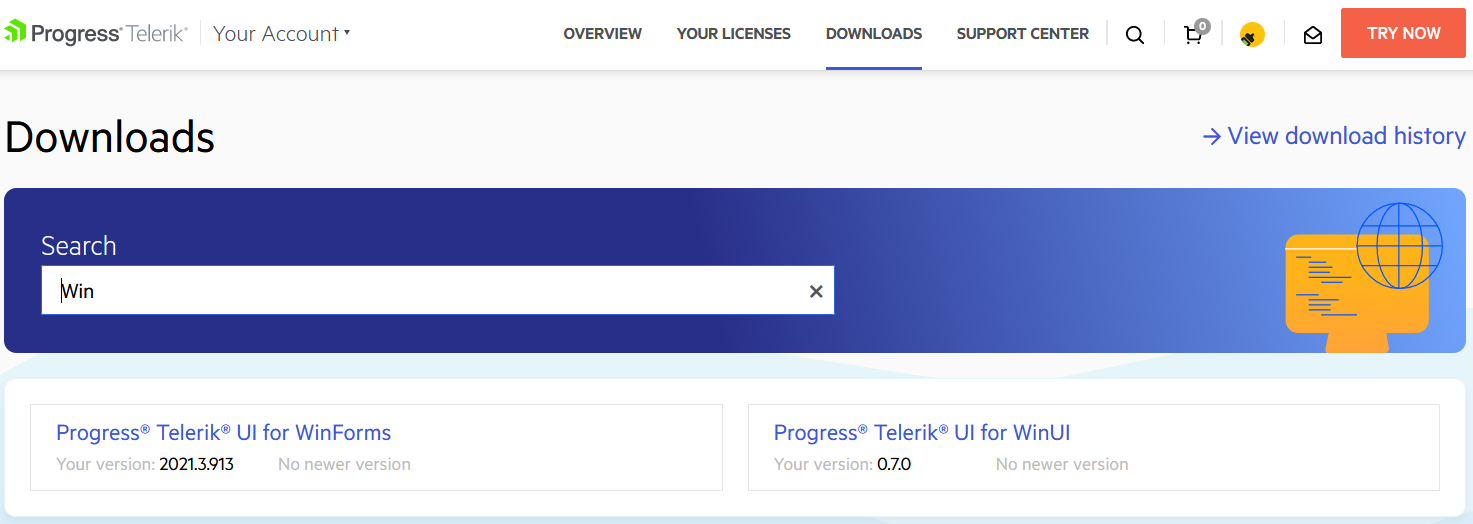 Progress® Telerik® Your Account OVERVIEW YOUR LICENSES DOWNLOADS SUPPORT CENTER 0 TRY NOW
Downloads
View download history
Search
Win
Progress® Telerik® UI for WinForms
Your version: 2021.3.913 No newer version
Progress® Telerik® UI for WinUI
Your version: 0.7.0 No newer version